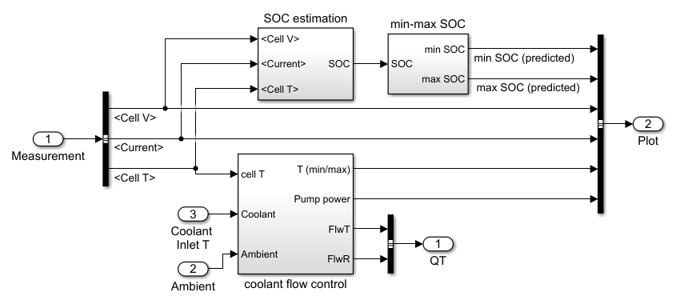 SOC estimation
<Cell V>
<Current>
<Cell T>
SOC
min-max SOC
SOC
min SOC
max SOC
min SOC (predicted)
max SOC (predicted)
1
Measurement
<Cell V>
<Current>
<Cell T>
2
Plot
cell T
Coolant
Ambient
T (min/max)
Pump power
FlwT
FlwR
coolant flow control
3
Coolant
Inlet T
2
Ambient
1
QT